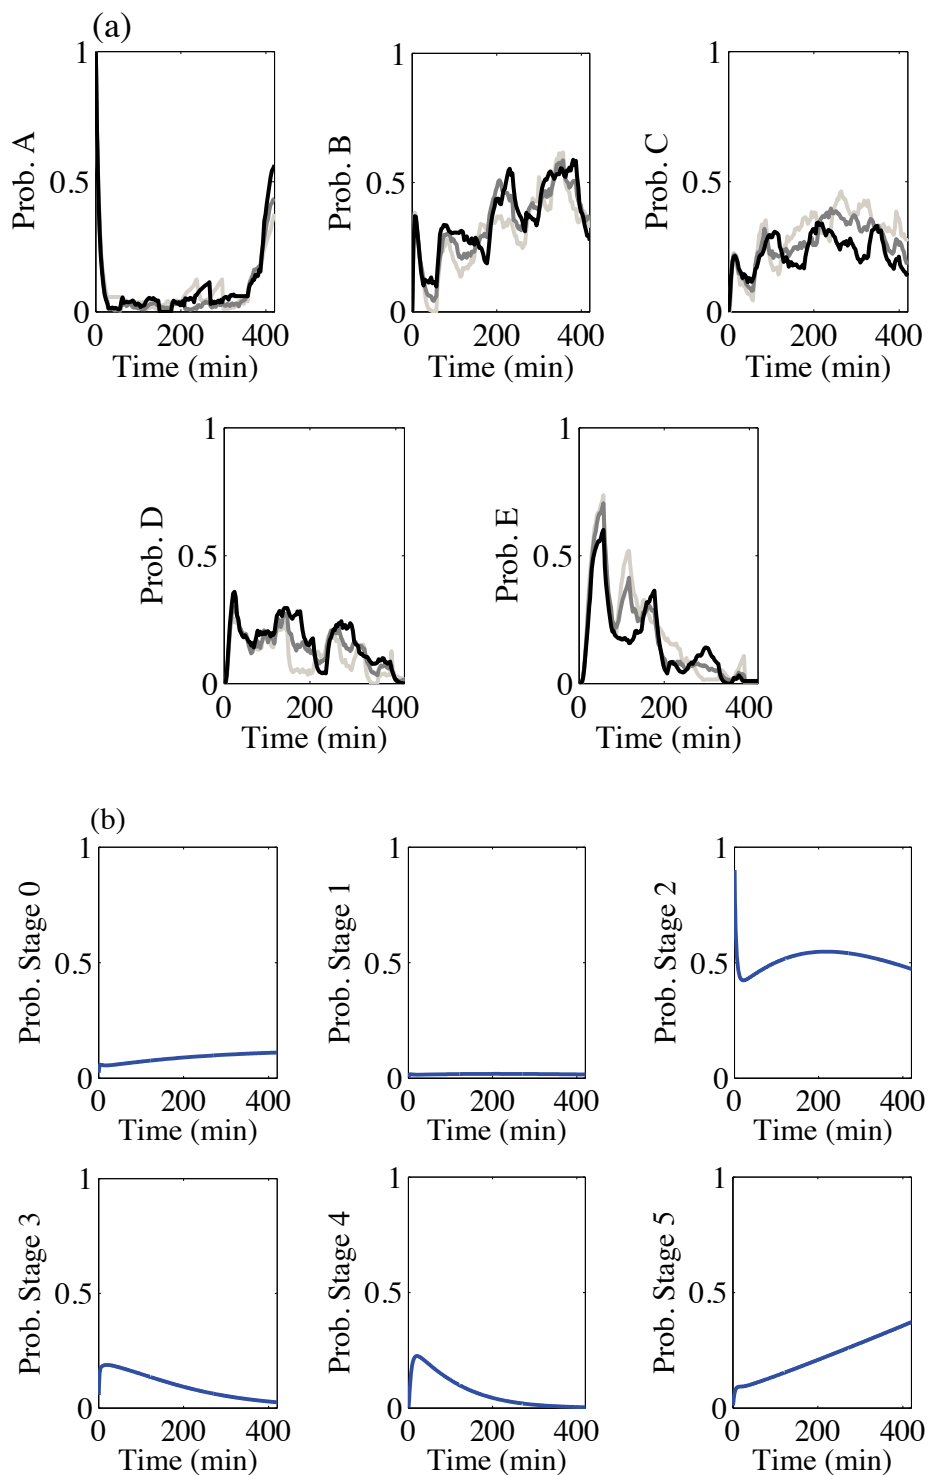 (a)
1
0.5
0
Prob. A
0 200 400
Time (min)
1
0.5
0
Prob. B
0 200 400
Time (min)
1
0.5
0
Prob. C
0 200 400
Time (min)
1
0.5
0
Prob. D
0 200 400
Time (min)
1
0.5
0
Prob. E
0 200 400
Time (min)
(b)
1
0.5
0
Prob. Stage 0
0 200 400
Time (min)
1
0.5
0
Prob. Stage 1
0 200 400
Time (min)
1
0.5
0
Prob. Stage 2
0 200 400
Time (min)
1
0.5
0
Prob. Stage 3
0 200 400
Time (min)
1
0.5
0
Prob. Stage 4
0 200 400
Time (min)
1
0.5
0
Prob. Stage 5
0 200 400
Time (min)